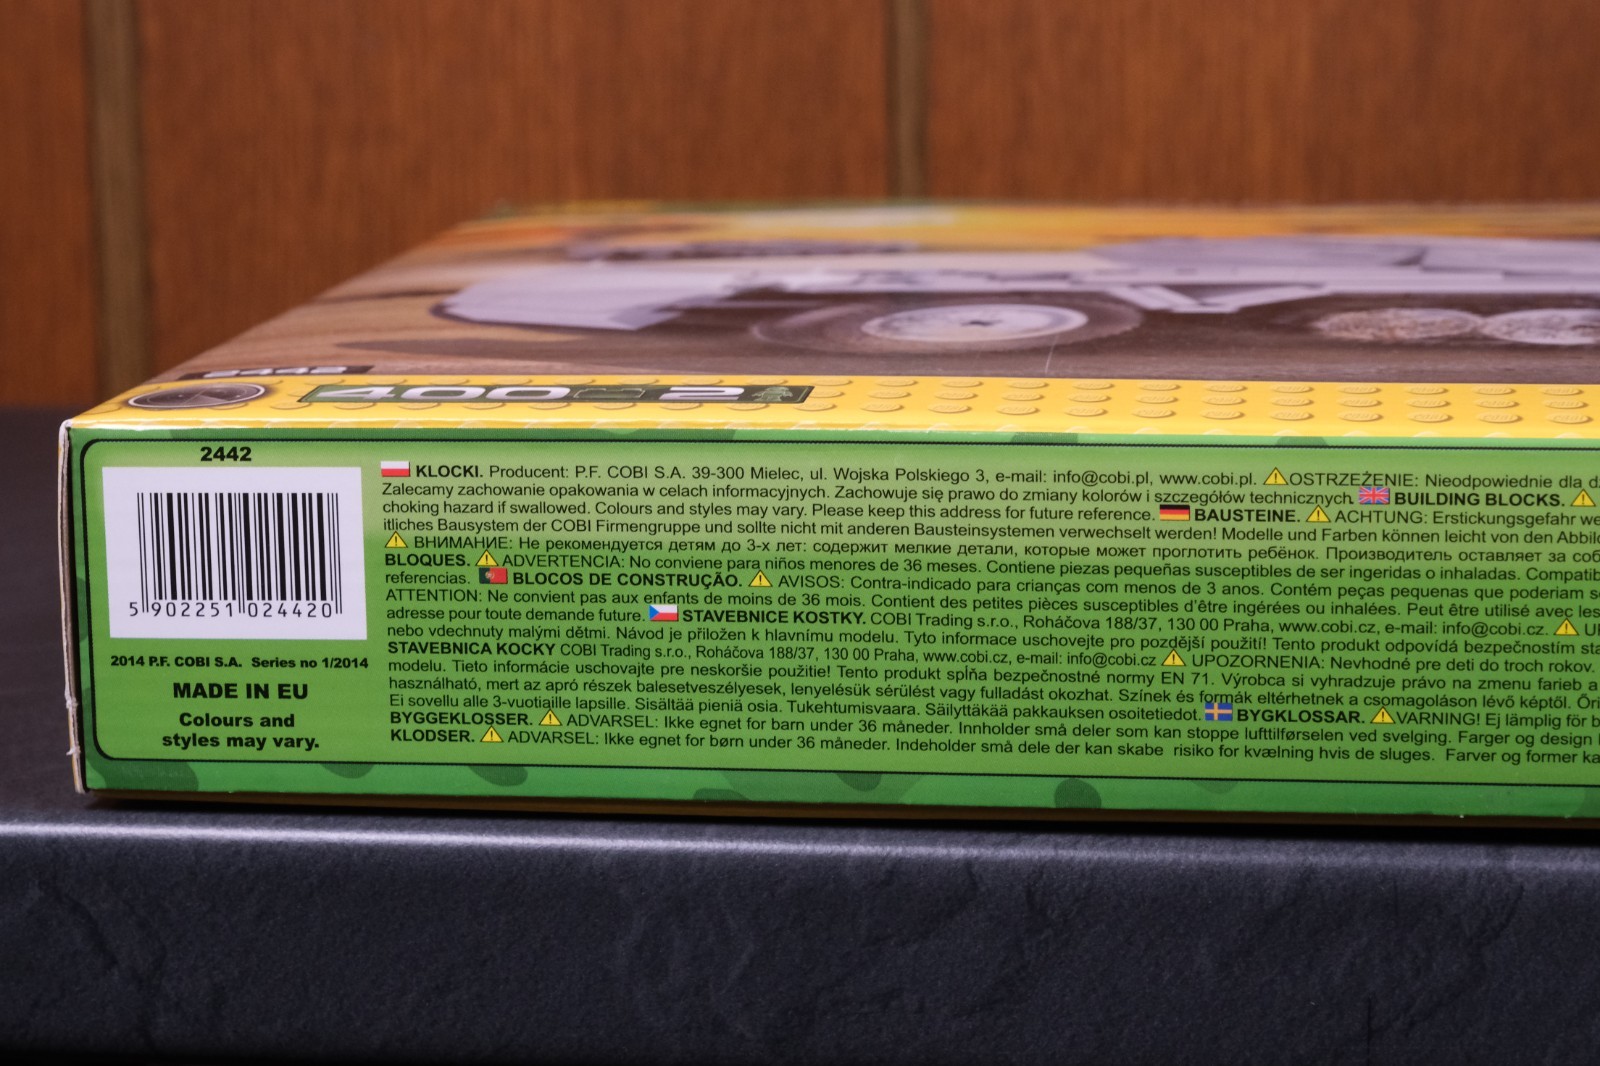 2442
400 2
2442
5 902251 024420
2014 P.F. COBI S.A. Series no 1/2014
MADE IN EU
Colours and
styles may vary.
KLOCKI. Producent: P.F. COBI S.A. 39-300 Mielec, ul. Wojska Polskiego 3, e-mail: info@cobi.pl, www.cobi.pl. OSTRZEŻENIE: Nieodpowiednie dla
Zalecamy zachowanie opakowania w celach informacyjnych. Zachowuje się prawo do zmiany kolorów i szczegółów technicznych. BUILDING BLOCKS.
choking hazard if swallowed. Colours and styles may vary. Please keep this address for future reference. BAUSTEINE. ACHTUNG: Erstickungsgefahr
itliches Bausystem der COBI Firmengruppe und sollte nicht mit anderen Bausteinsystemen verwechselt werden! Modelle und Farben können leicht von den
ВНИМАНИЕ: Не рекомендуется детям до 3-х лет: содержит мелкие детали, которые может проглотить ребёнок. Производитель оставляет за
BLOQUES. ADVERTENCIA: No conviene para niños menores de 36 meses. Contiene piezas pequeñas susceptibles de ser ingeridas o inhaladas.
referencias. BLOCOS DE CONSTRUÇÃO. AVISOS: Contra-indicado para crianças com menos de 3 anos. Contém peças pequenas que poderiam
ATTENTION: Ne convient pas aux enfants de moins de 36 mois. Contient des petites pièces susceptibles d'être ingérées ou inhalées. Peut être utilisé avec les
adresse pour toute demande future. STAVEBNICE KOSTKY. COBI Trading s.r.o., Roháčova 188/37, 130 00 Praha, www.cobi.cz, e-mail: info@cobi.cz.
nebo vdechnuty malými dětmi. Návod je přiložen k hlavnímu modelu. Tyto informace uschovejte pro pozdější použití! Tento produkt odpovídá bezpečnostím
STAVEBNICA KOCKY COBI Trading s.r.o., Roháčova 188/37, 130 00 Praha, www.cobi.cz, e-mail: info@cobi.cz UPOZORNENIA: Nevhodné pre deti do troch rokov.
modelu. Tieto informácie uschovajte pre neskoršie použitie! Tento produkt spĺňa bezpečnostné normy EN 71. Výrobca si vyhradzuje právo na zmenu farieb a
használható, mert az apró részek balesetveszélyesek, lenyelésük sérülést vagy fulladást okozhat. Színek és formák eltérhetnek a csomagoláson lévő képtől.
Ei sovellu alle 3-vuotiaille lapsille. Sisältää pieniä osia. Tukehtumisvaara. Säilyttäkää pakkauksen osoitetiedot. BYGKLOSSAR. VARNING! Ej lämplig för
BYGGEKLOSSER. ADVARSEL: Ikke egnet for barn under 36 måneder. Innholder små deler som kan stoppe lufttilførselen ved svelging. Farger og design
KLODSER. ADVARSEL: Ikke egnet for børn under 36 måneder. Indeholder små dele der kan skabe risiko for kvælning hvis de sluges. Farver og former